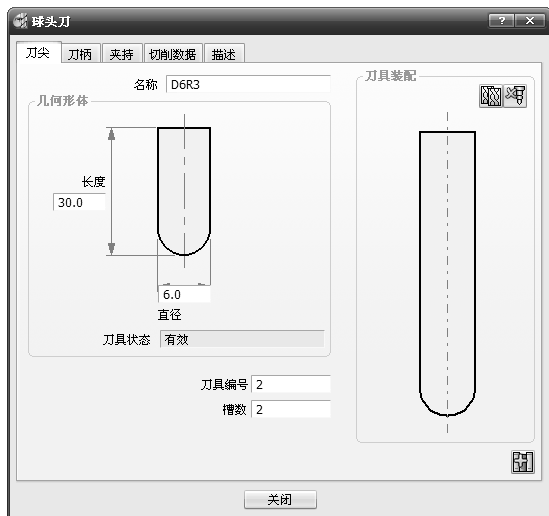 球头刀
刀尖 刀柄 夹持 切削数据 描述
名称 D6R3
几何形体
长度
30.0
6.0
直径
刀具状态 有效
刀具编号 2
槽数 2
刀具装配
关闭